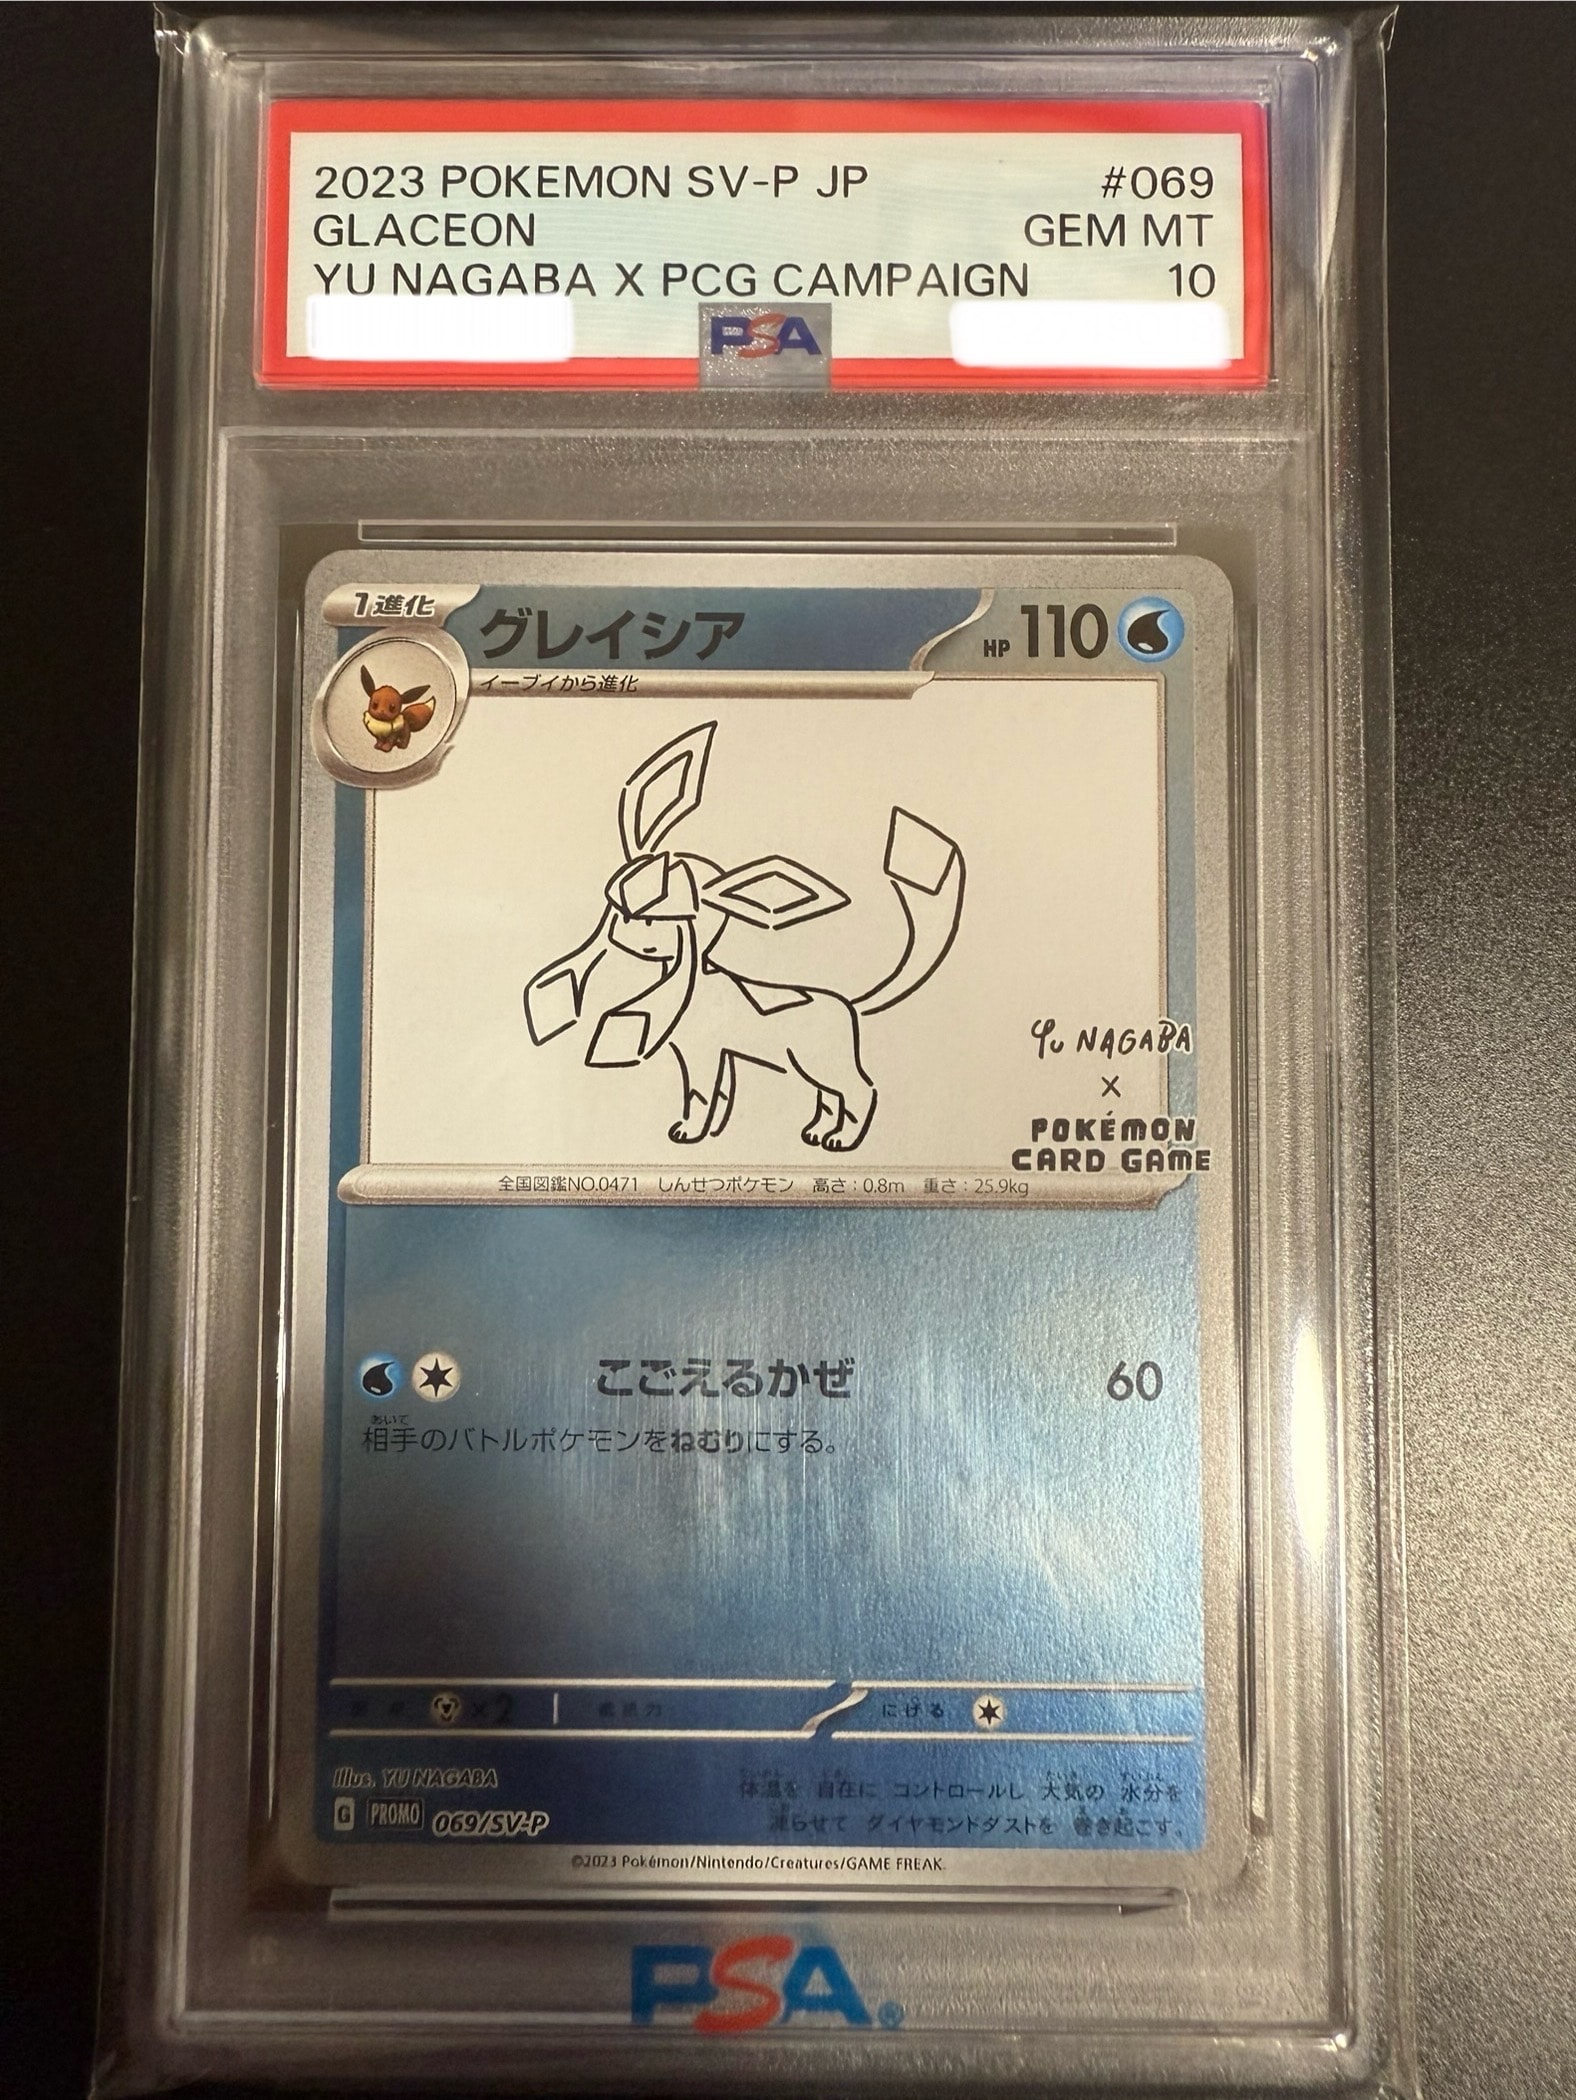 2023 POKEMON SV-P JP #069
GLACEON GEM MT
YU NAGABA X PCG CAMPAIGN 10
PSA
1進化
グレイシア HP 110
イーブイから進化
Yu NAGABA
×
POKÉMON
CARD GAME
全国図鑑NO.0471 しんせつポケモン 高さ:0.8m 重さ:25.9kg
こごえるかぜ 60
あいて
相手のバトルポケモンをねむりにする。
×2 抵抗力 にげる
Illus. YU NAGABA
体温を 自在に コントロールし 大気の 水分を
G PROMO 069/SV-P
凍らせて ダイヤモンドダストを 巻き起こす。
©2023 Pokémon/Nintendo/Creatures/GAME FREAK.
PSA®